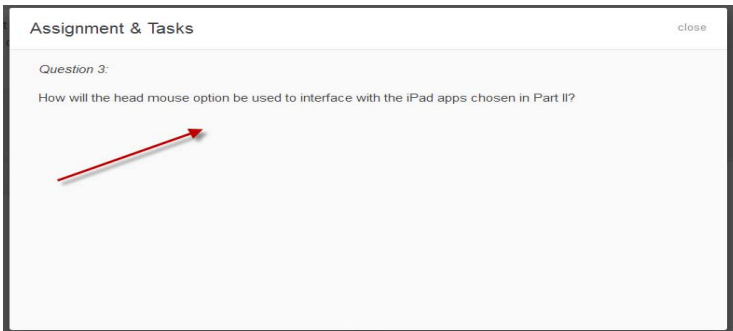 Assignment & Tasks
close
Question 3:
How will the head mouse option be used to interface with the iPad apps chosen in Part II?